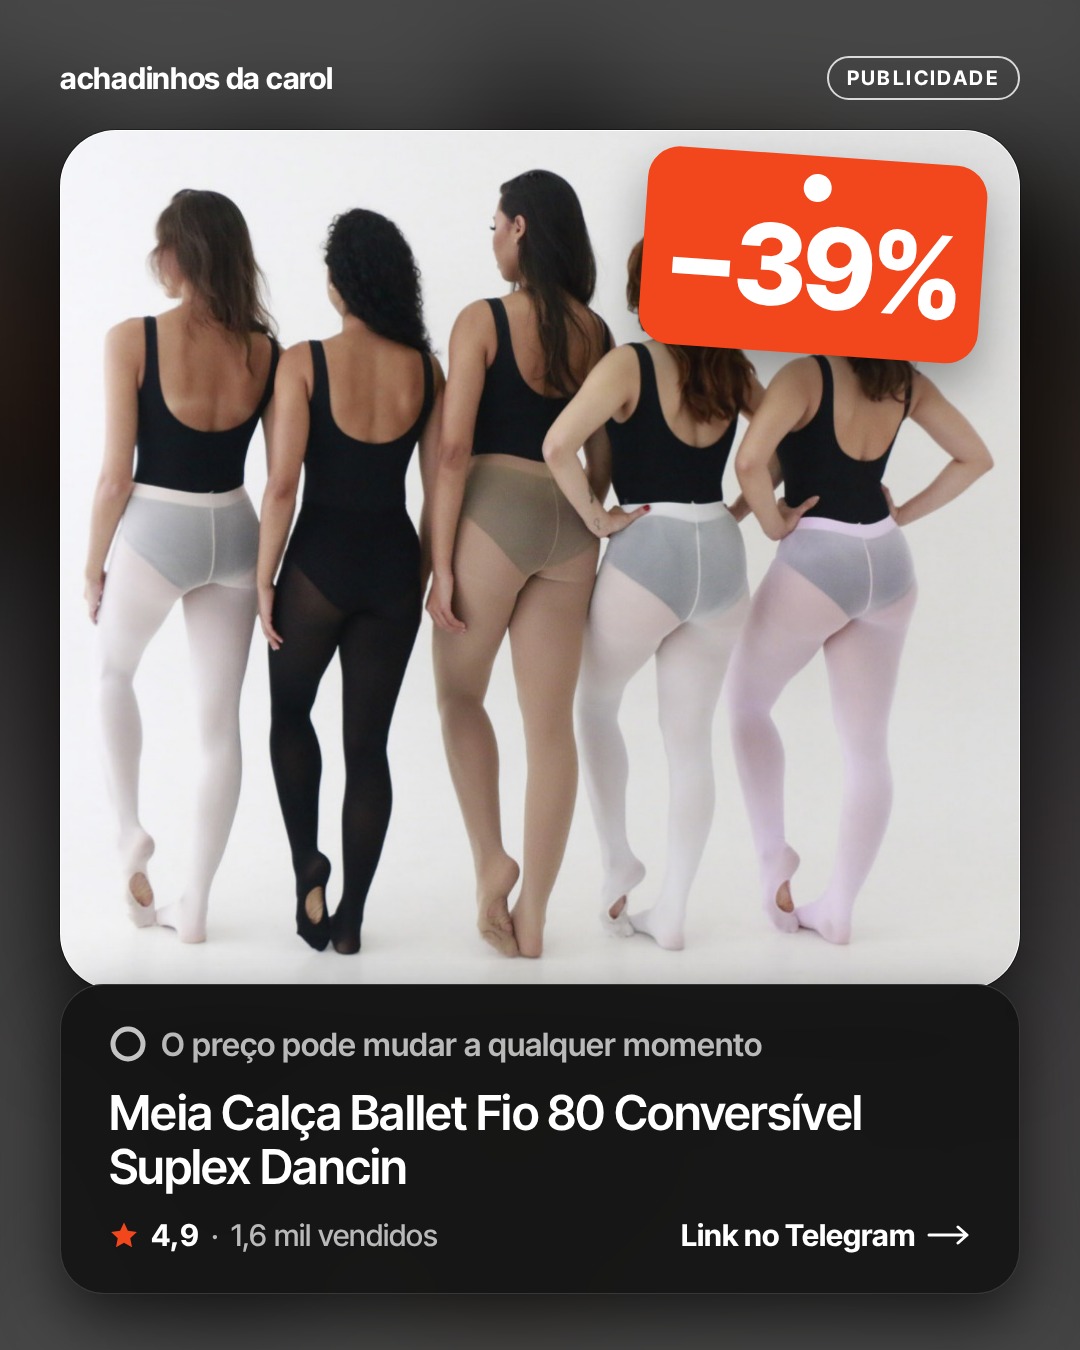 achadinhos da carol
PUBLICIDADE
−39%
O preço pode mudar a qualquer momento
Meia Calça Ballet Fio 80 Conversível
Suplex Dancin
4,9 · 1,6 mil vendidos
Link no Telegram →